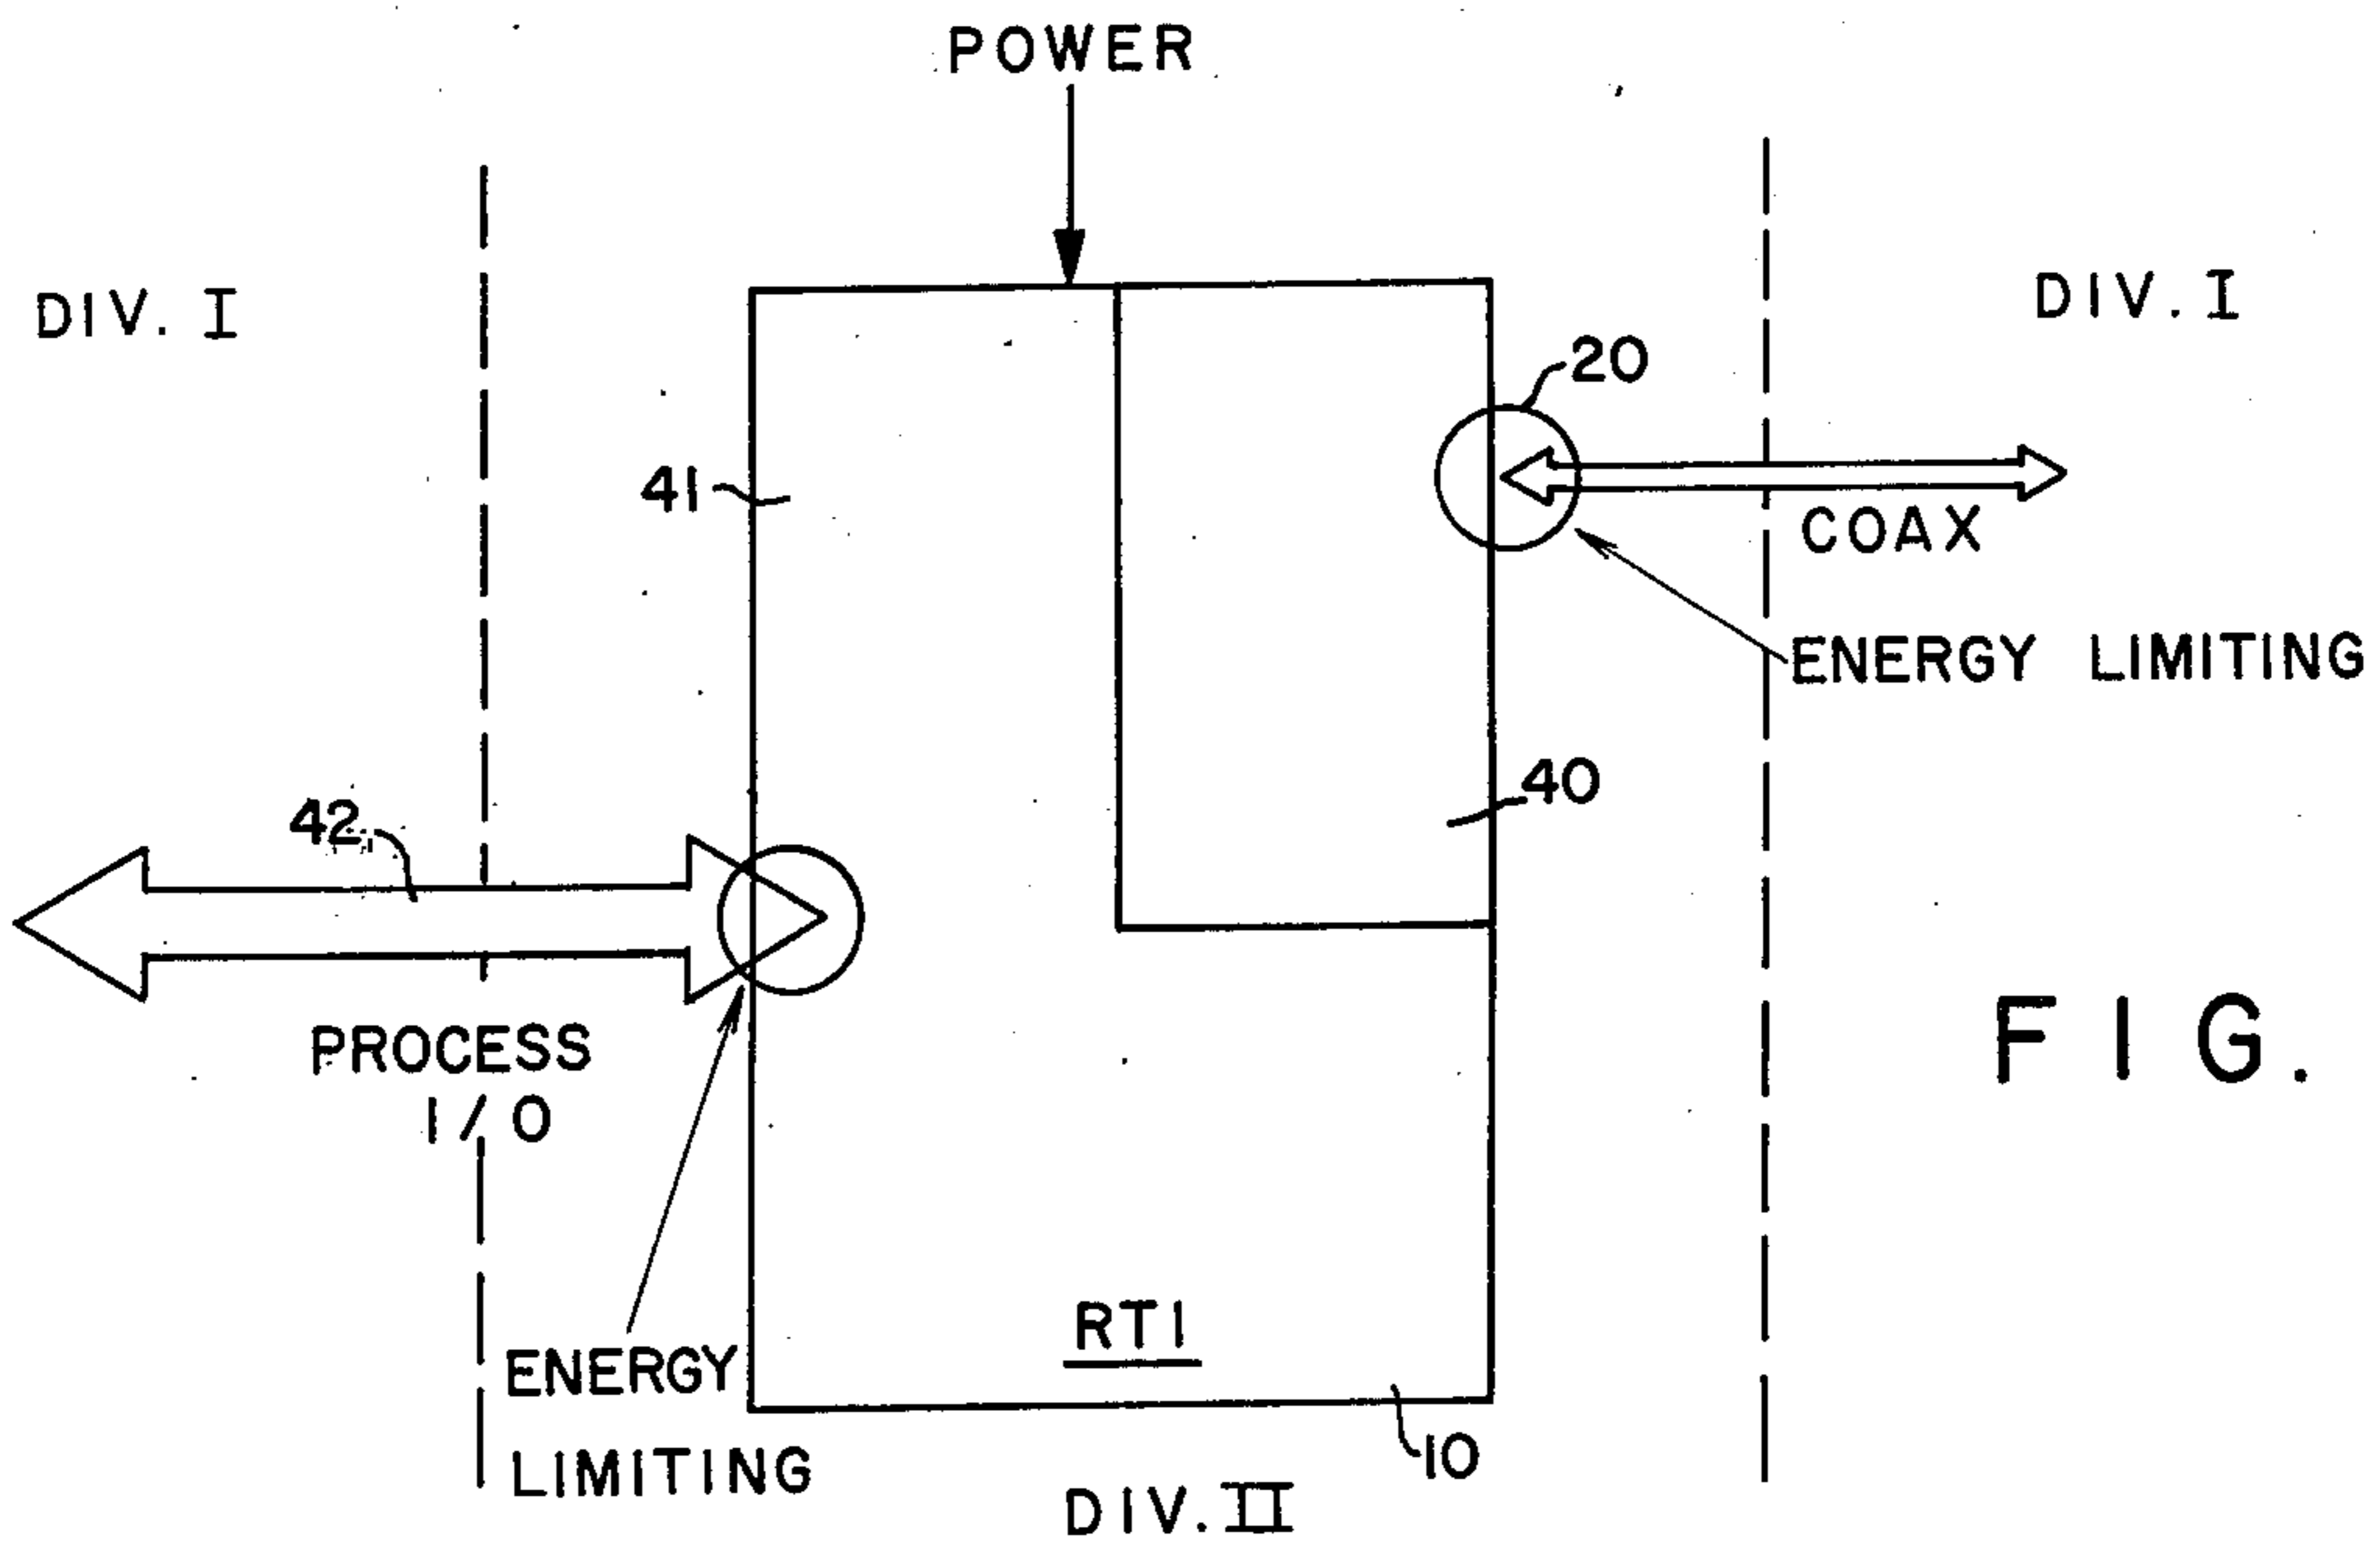 POWER
DIV. I
DIV. I
20
41
COAX
ENERGY LIMITING
40
42
PROCESS
I/O
FIG.
RTI
ENERGY
LIMITING
10
DIV. II